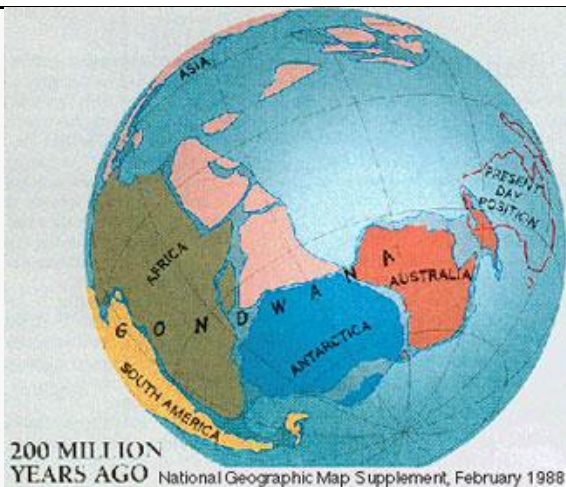 ASIA
PRESENT
DAY
POSITION
AFRICA
AUSTRALIA
GONDWANA
ANTARCTICA
SOUTH AMERICA
200 MILLION
YEARS AGO National Geographic Map Supplement, February 1988